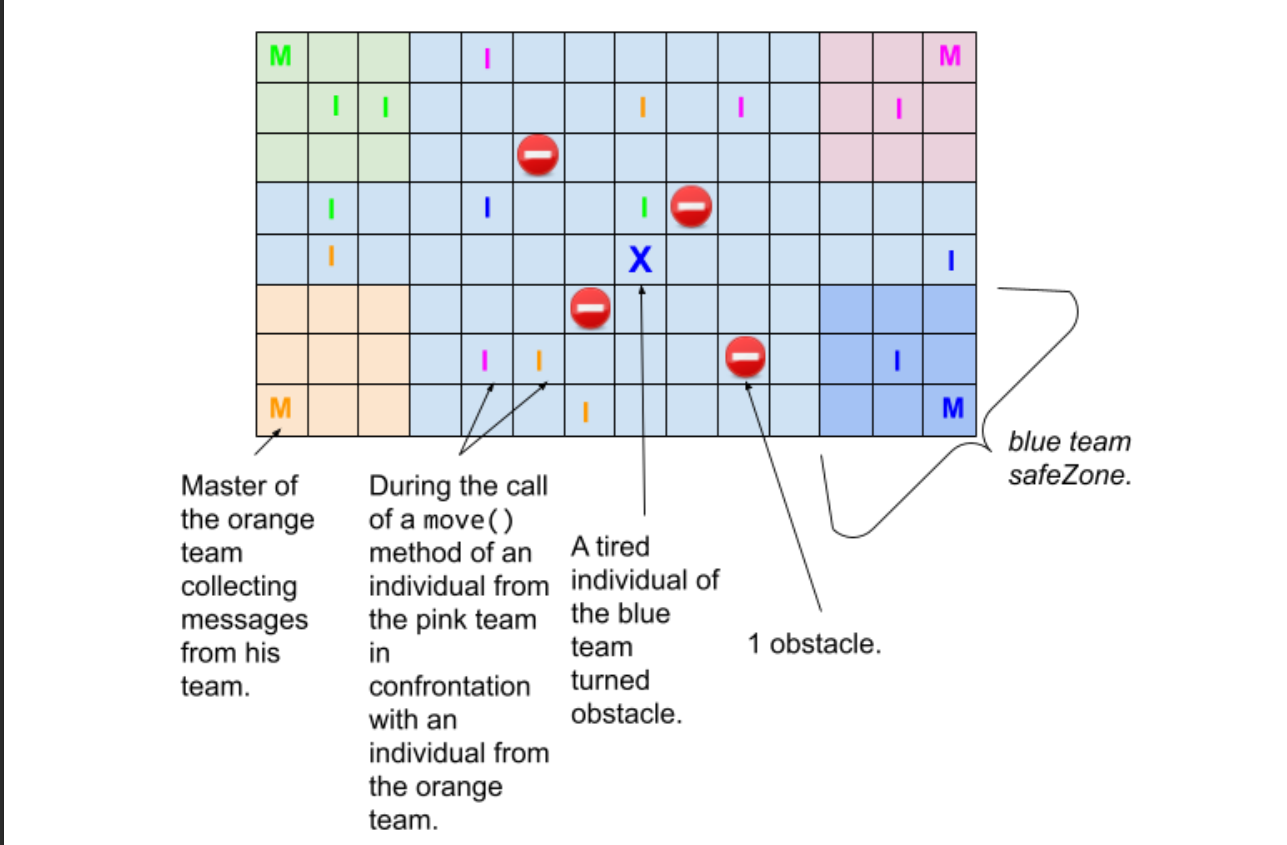 M I M
I I I I I
I I I
I X I
I I I
M I M
blue team
safeZone.
Master of
the orange
team
collecting
messages
from his
team.
During the call
of a move()
method of an
individual from
the pink team
in
confrontation
with an
individual from
the orange
team.
A tired
individual of
the blue
team
turned
obstacle.
1 obstacle.